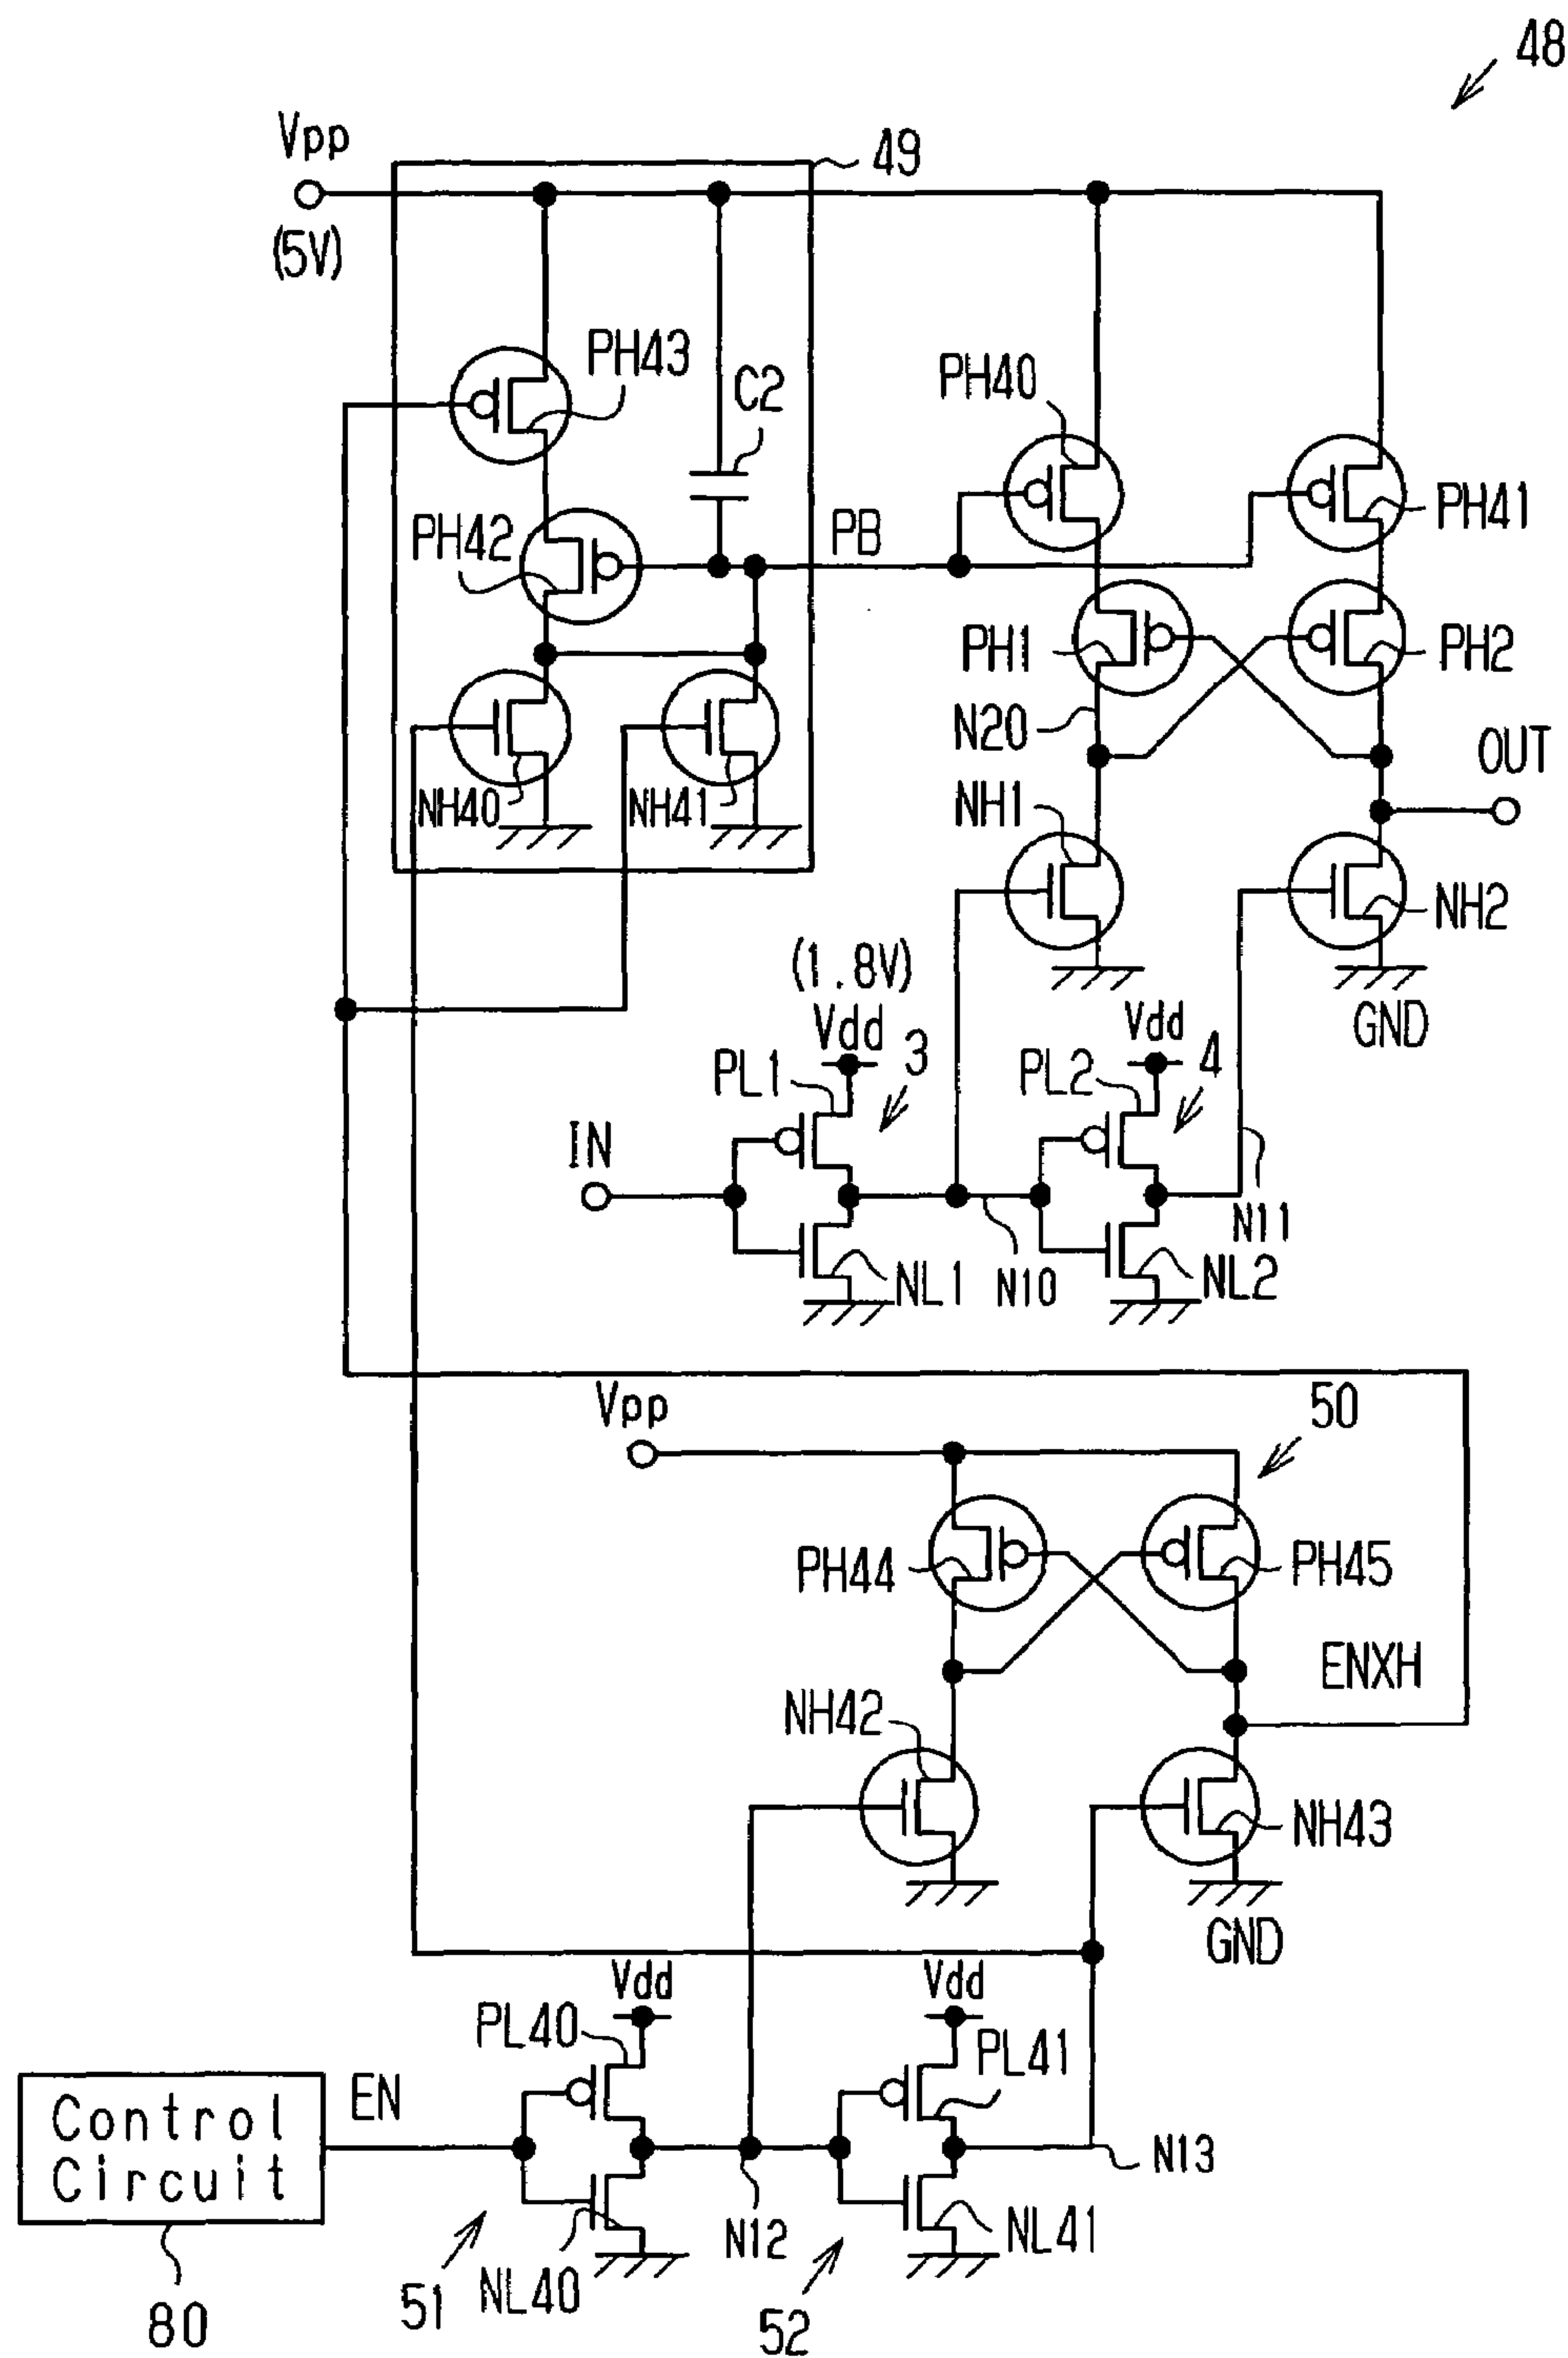 48
Vpp
49
(5V)
PH43
C2
PH40
PH41
PH42
PB
PH1
PH2
N20
OUT
NH40
NH41
NH1
NH2
(1.8V)
Vdd
Vdd
GND
PL1
3
PL2
4
IN
N11
NL1
N10
NL2
Vpp
50
PH44
PH45
ENXH
NH42
NH43
GND
Vdd
Vdd
PL40
PL41
Control
Circuit
EN
N13
N12
NL41
51
NL40
52
80